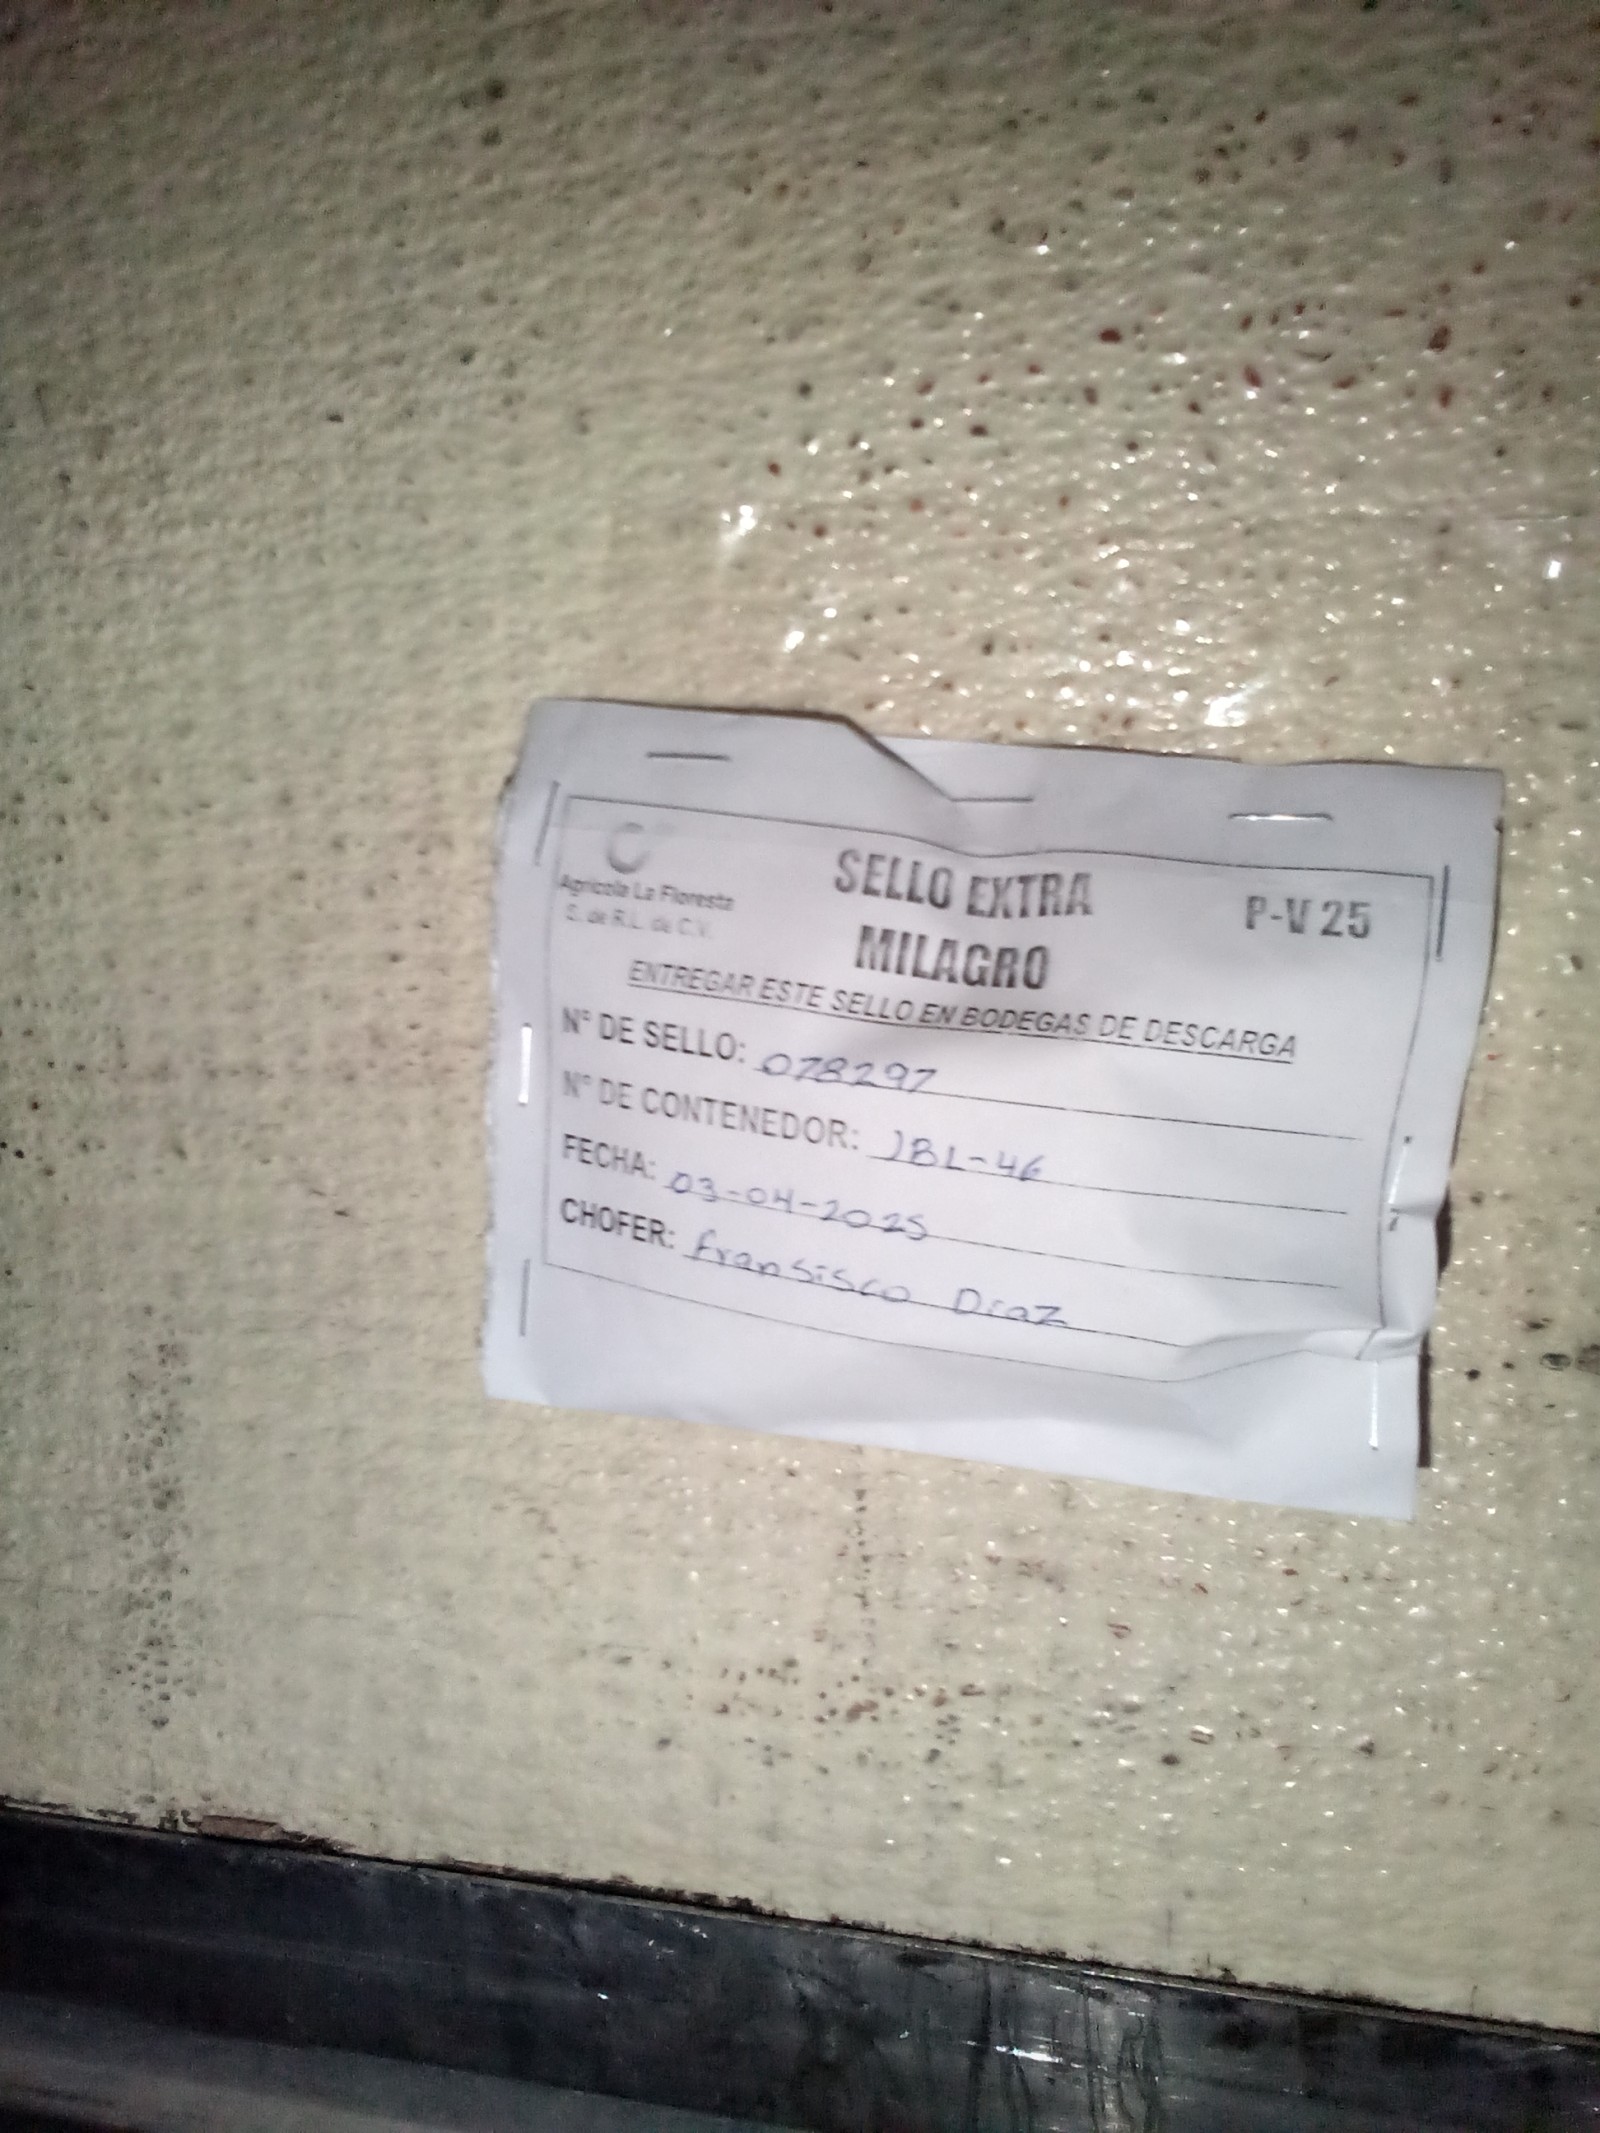 Agrícola La Floresta
S. de R.L. de C.V.
SELLO EXTRA
MILAGRO
P-V 25
ENTREGAR ESTE SELLO EN BODEGAS DE DESCARGA
N° DE SELLO: 078297
N° DE CONTENEDOR: JBL-46
FECHA: 03-04-2025
CHOFER: Fransisco Diaz